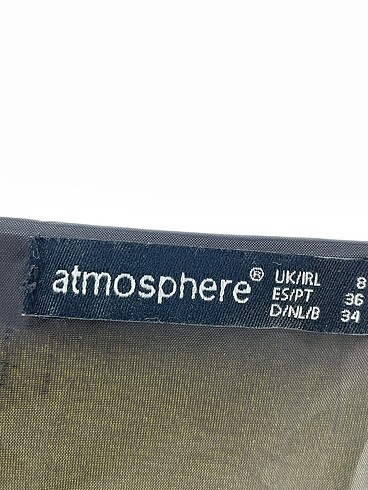 atmosphere®
UK/IRL 8
ES/PT 36
D/NL/B 34